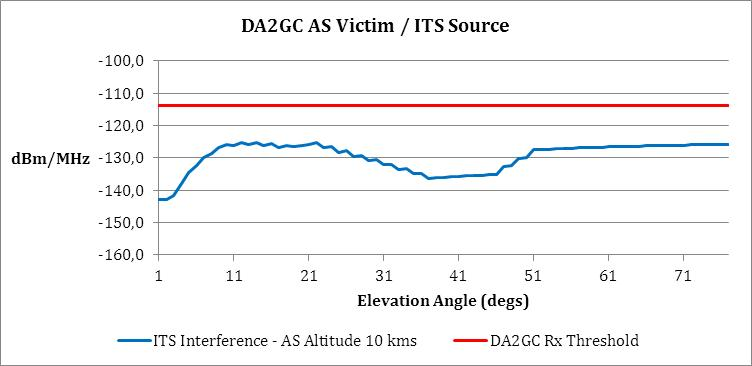 DA2GC AS Victim / ITS Source
-100,0
-110,0
-120,0
dBm/MHz
-130,0
-140,0
-150,0
-160,0
1 11 21 31 41 51 61 71
Elevation Angle (degs)
ITS Interference - AS Altitude 10 kms DA2GC Rx Threshold